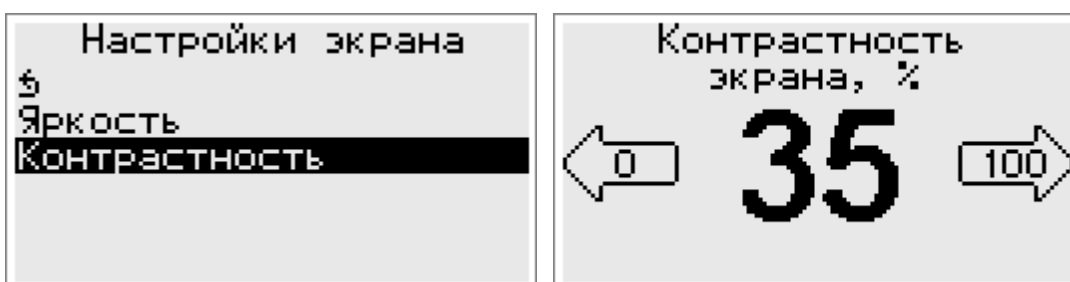 Настройки экрана
Яркость
Контрастность
Контрастность
экрана, %
0
35
100